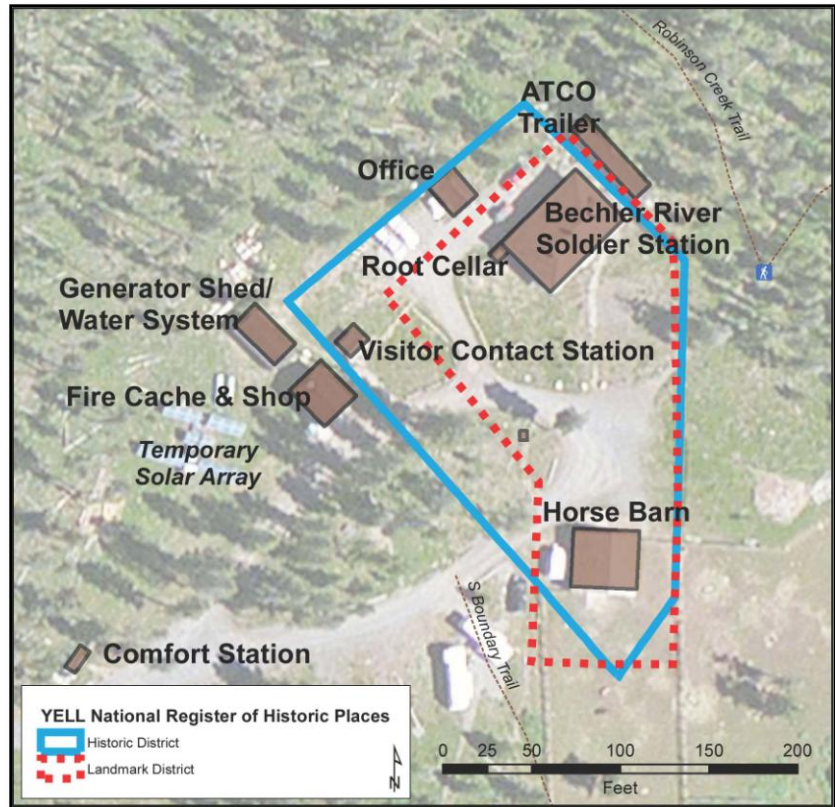 Robinson Creek Trail
ATCO
Trailer
Office
Bechler River
Soldier Station
Root Cellar
Generator Shed/
Water System
Visitor Contact Station
Fire Cache & Shop
Temporary
Solar Array
Horse Barn
S Boundary Trail
Comfort Station
YELL National Register of Historic Places
Historic District
Landmark District
N
0 25 50 100 150 200
Feet